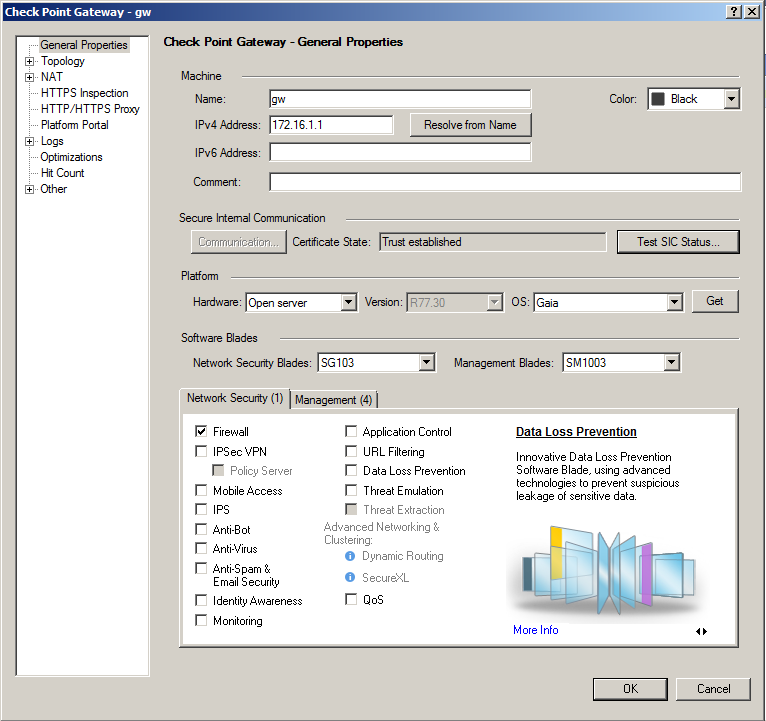 Check Point Gateway - gw
General Properties
Topology
NAT
HTTPS Inspection
HTTP/HTTPS Proxy
Platform Portal
Logs
Optimizations
Hit Count
Other
Check Point Gateway - General Properties
Machine
Name: gw
Color: Black
IPv4 Address: 172.16.1.1 Resolve from Name
IPv6 Address:
Comment:
Secure Internal Communication
Communication... Certificate State: Trust established Test SIC Status...
Platform
Hardware: Open server Version: R77.30 OS: Gaia Get
Software Blades
Network Security Blades: SG103 Management Blades: SM1003
Network Security (1) Management (4)
Firewall
IPSec VPN
Policy Server
Mobile Access
IPS
Anti-Bot
Anti-Virus
Anti-Spam &
Email Security
Identity Awareness
Monitoring
Application Control
URL Filtering
Data Loss Prevention
Threat Emulation
Threat Extraction
Advanced Networking &
Clustering:
Dynamic Routing
SecureXL
QoS
Data Loss Prevention
Innovative Data Loss Prevention
Software Blade, using advanced
technologies to prevent suspicious
leakage of sensitive data.
More Info
OK Cancel